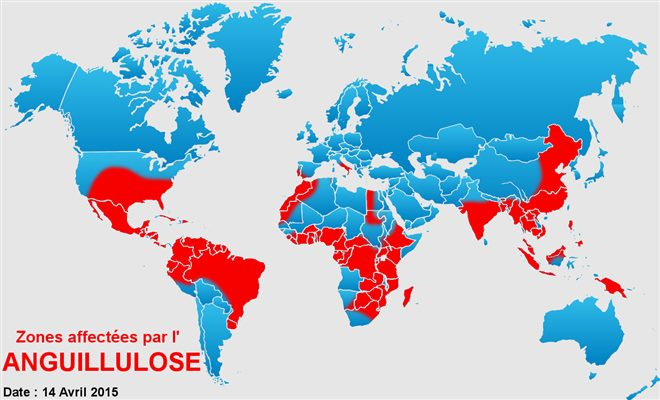 Zones affectées par l'
ANGUILLULOSE
Date : 14 Avril 2015